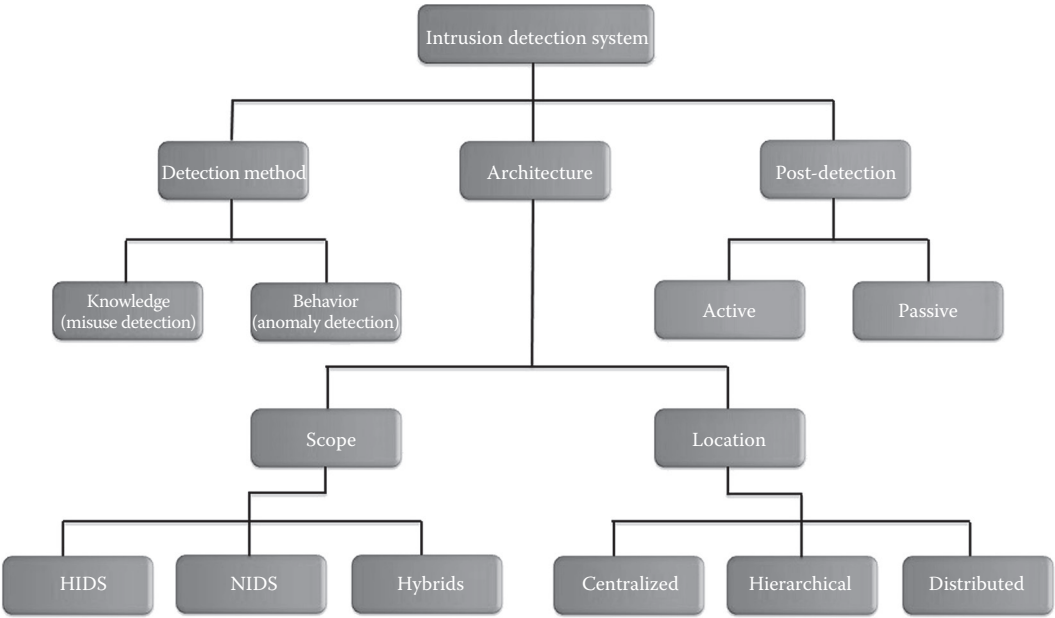 Intrusion detection system
Detection method
Architecture
Post-detection
Knowledge
(misuse detection)
Behavior
(anomaly detection)
Active
Passive
Scope
Location
HIDS
NIDS
Hybrids
Centralized
Hierarchical
Distributed